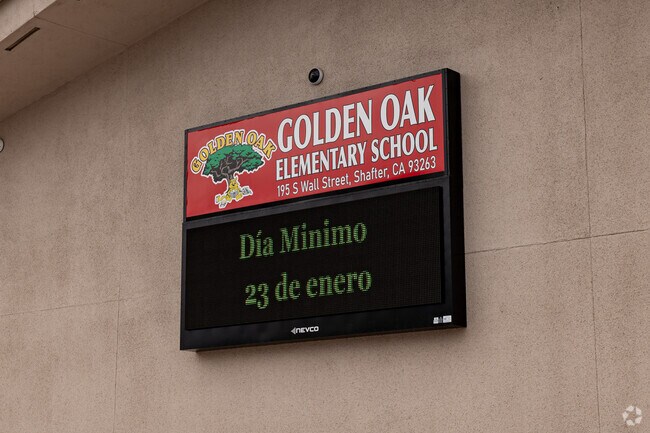 GOLDEN OAK
GOLDEN OAK
ELEMENTARY SCHOOL
195 S Wall Street, Shafter, CA 93263
Día Minimo
23 de enero
NEVCO